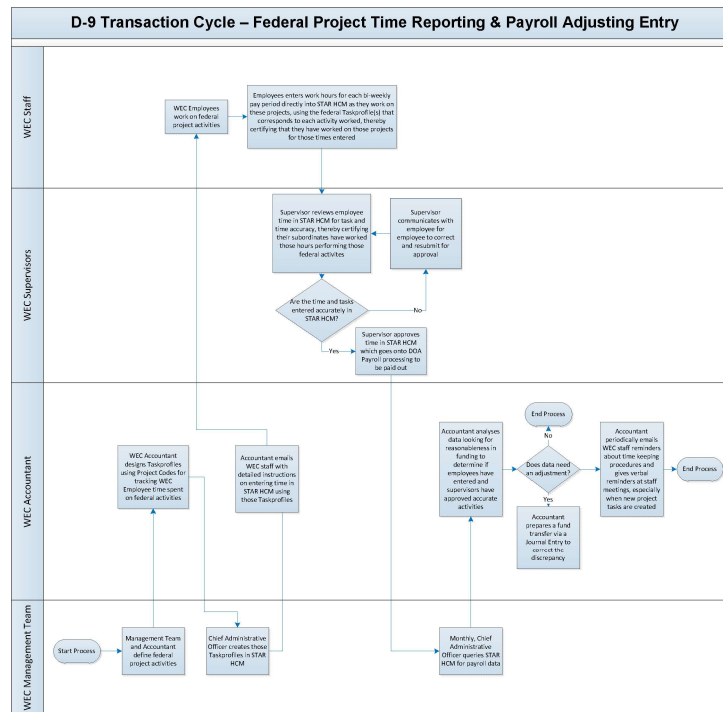 D-9 Transaction Cycle – Federal Project Time Reporting & Payroll Adjusting Entry
WEC Staff
WEC Employees
work on federal
project activities
Employees enters work hours for each bi-weekly
pay period directly into STAR HCM as they work on
these projects, using the federal Taskprofile(s) that
corresponds to each activity worked, thereby
certifying that they have worked on those projects
for those times entered
WEC Supervisors
Supervisor reviews employee
time in STAR HCM for task and
time accuracy, thereby certifying
their subordinates have worked
those hours performing those
federal activites
Supervisor
communicates with
employee for
employee to correct
and resubmit for
approval
Are the time and tasks
entered accurately in
STAR HCM?
No
Yes
Supervisor approves
time in STAR HCM
which goes onto DOA
Payroll processing to
be paid out
WEC Accountant
WEC Accountant
designs Taskprofiles
using Project Codes for
tracking WEC
Employee time spent
on federal activities
Accountant emails
WEC staff with
detailed instructions
on entering time in
STAR HCM using
those Taskprofiles
Accountant analyses
data looking for
reasonableness in
funding to
determine if
employees have
entered and
supervisors have
approved accurate
activities
End Process
No
Does data need
an adjustment?
Yes
Accountant
prepares a fund
transfer via a
Journal Entry to
correct the
discrepancy
Accountant
periodically emails
WEC staff reminders
about time keeping
procedures and
gives verbal
reminders at staff
meetings, especially
when new project
tasks are created
End Process
WEC Management Team
Start Process
Management Team
and Accountant
define federal
project activities
Chief Administrative
Officer creates those
Taskprofiles in STAR
HCM
Monthly, Chief
Administrative
Officer queries STAR
HCM for payroll data